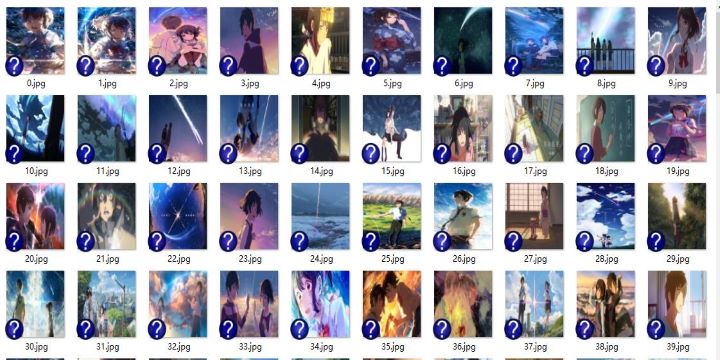 0.jpg 1.jpg 2.jpg 3.jpg 4.jpg 5.jpg 6.jpg 7.jpg 8.jpg 9.jpg
10.jpg 11.jpg 12.jpg 13.jpg 14.jpg 15.jpg 16.jpg 17.jpg 18.jpg 19.jpg
20.jpg 21.jpg 22.jpg 23.jpg 24.jpg 25.jpg 26.jpg 27.jpg 28.jpg 29.jpg
30.jpg 31.jpg 32.jpg 33.jpg 34.jpg 35.jpg 36.jpg 37.jpg 38.jpg 39.jpg